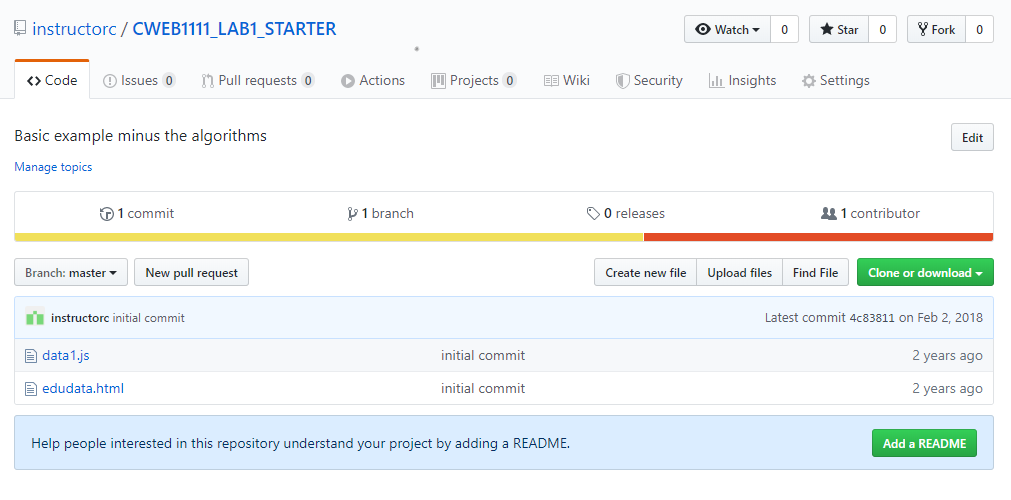 instructorc / CWEB1111_LAB1_STARTER Watch 0 Star 0 Fork 0
Code Issues 0 Pull requests 0 Actions Projects 0 Wiki Security Insights Settings
Basic example minus the algorithms Edit
Manage topics
1 commit 1 branch 0 releases 1 contributor
Branch: master New pull request Create new file Upload files Find File Clone or download
instructorc initial commit Latest commit 4c83811 on Feb 2, 2018
data1.js initial commit 2 years ago
edudata.html initial commit 2 years ago
Help people interested in this repository understand your project by adding a README. Add a README